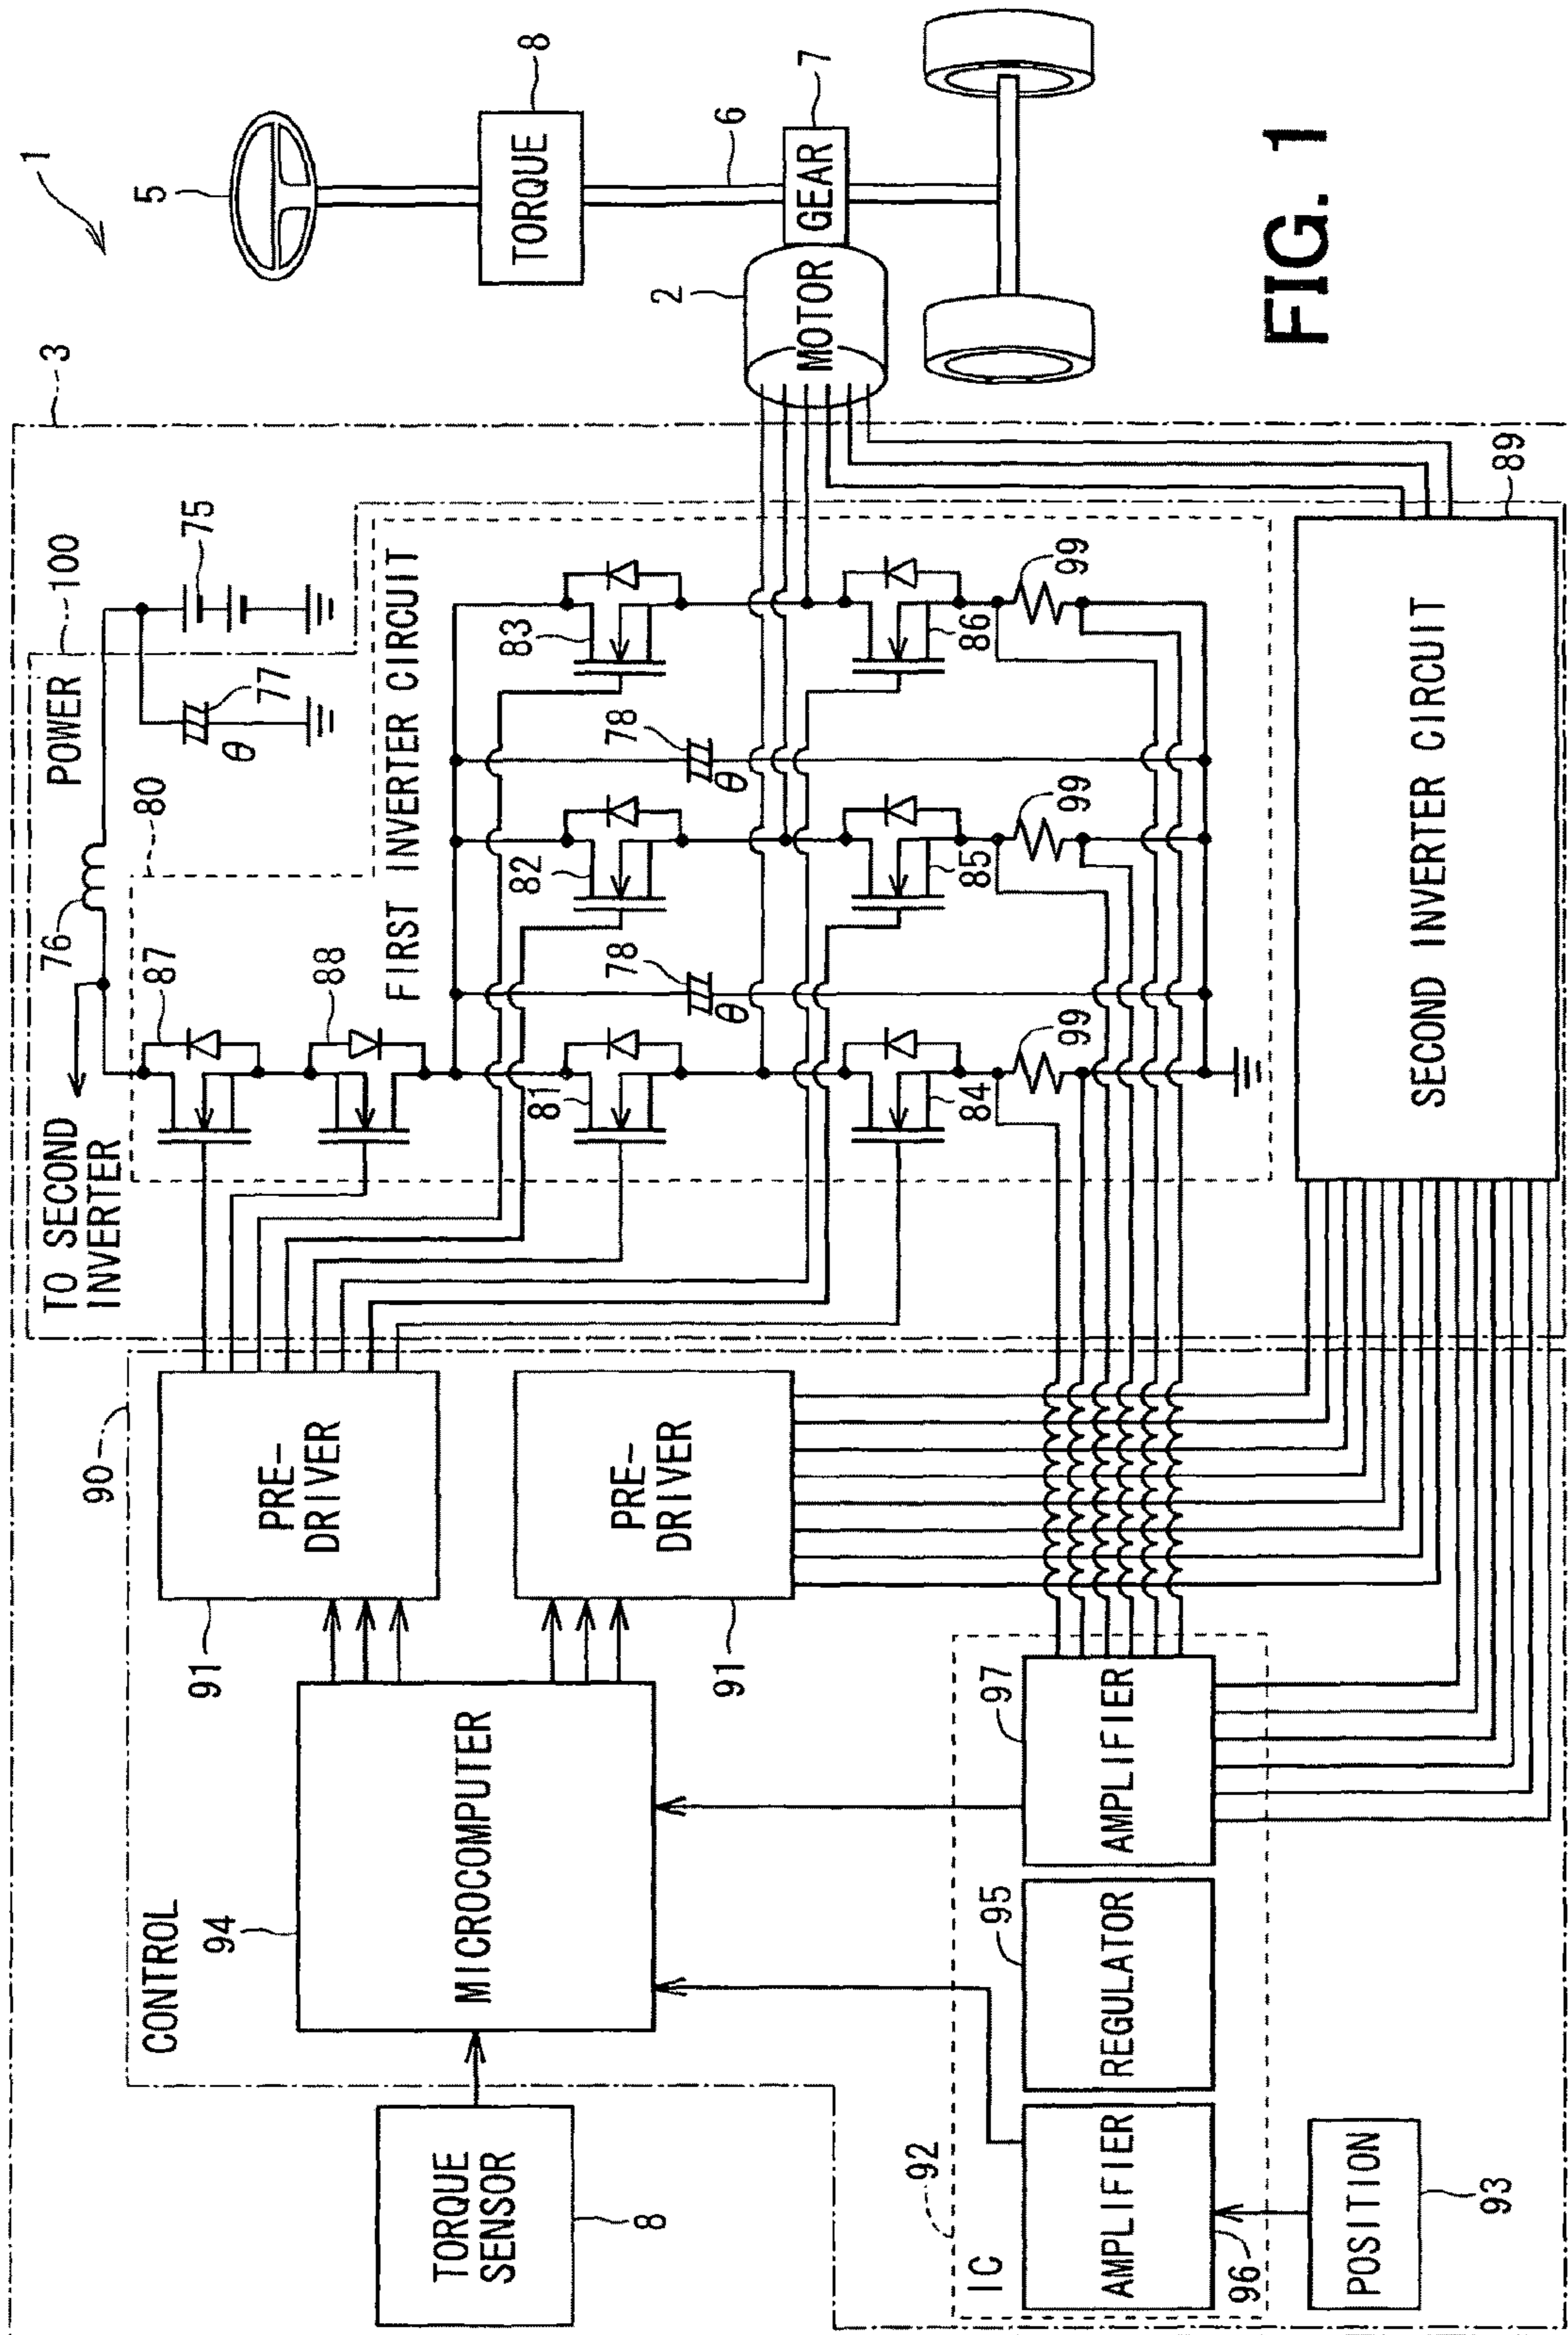 FIG. 1
1
5
TORQUE
8
6
GEAR
7
MOTOR
2
3
POWER
100
75
77
θ
76
TO SECOND
INVERTER
80
87
88
FIRST INVERTER CIRCUIT
81
82
83
78
θ
78
θ
84
85
86
99
99
99
SECOND INVERTER CIRCUIT
89
90
CONTROL
PRE-
DRIVER
91
PRE-
DRIVER
91
MICROCOMPUTER
94
TORQUE
SENSOR
8
92
IC
AMPLIFIER
97
REGULATOR
95
AMPLIFIER
96
POSITION
93